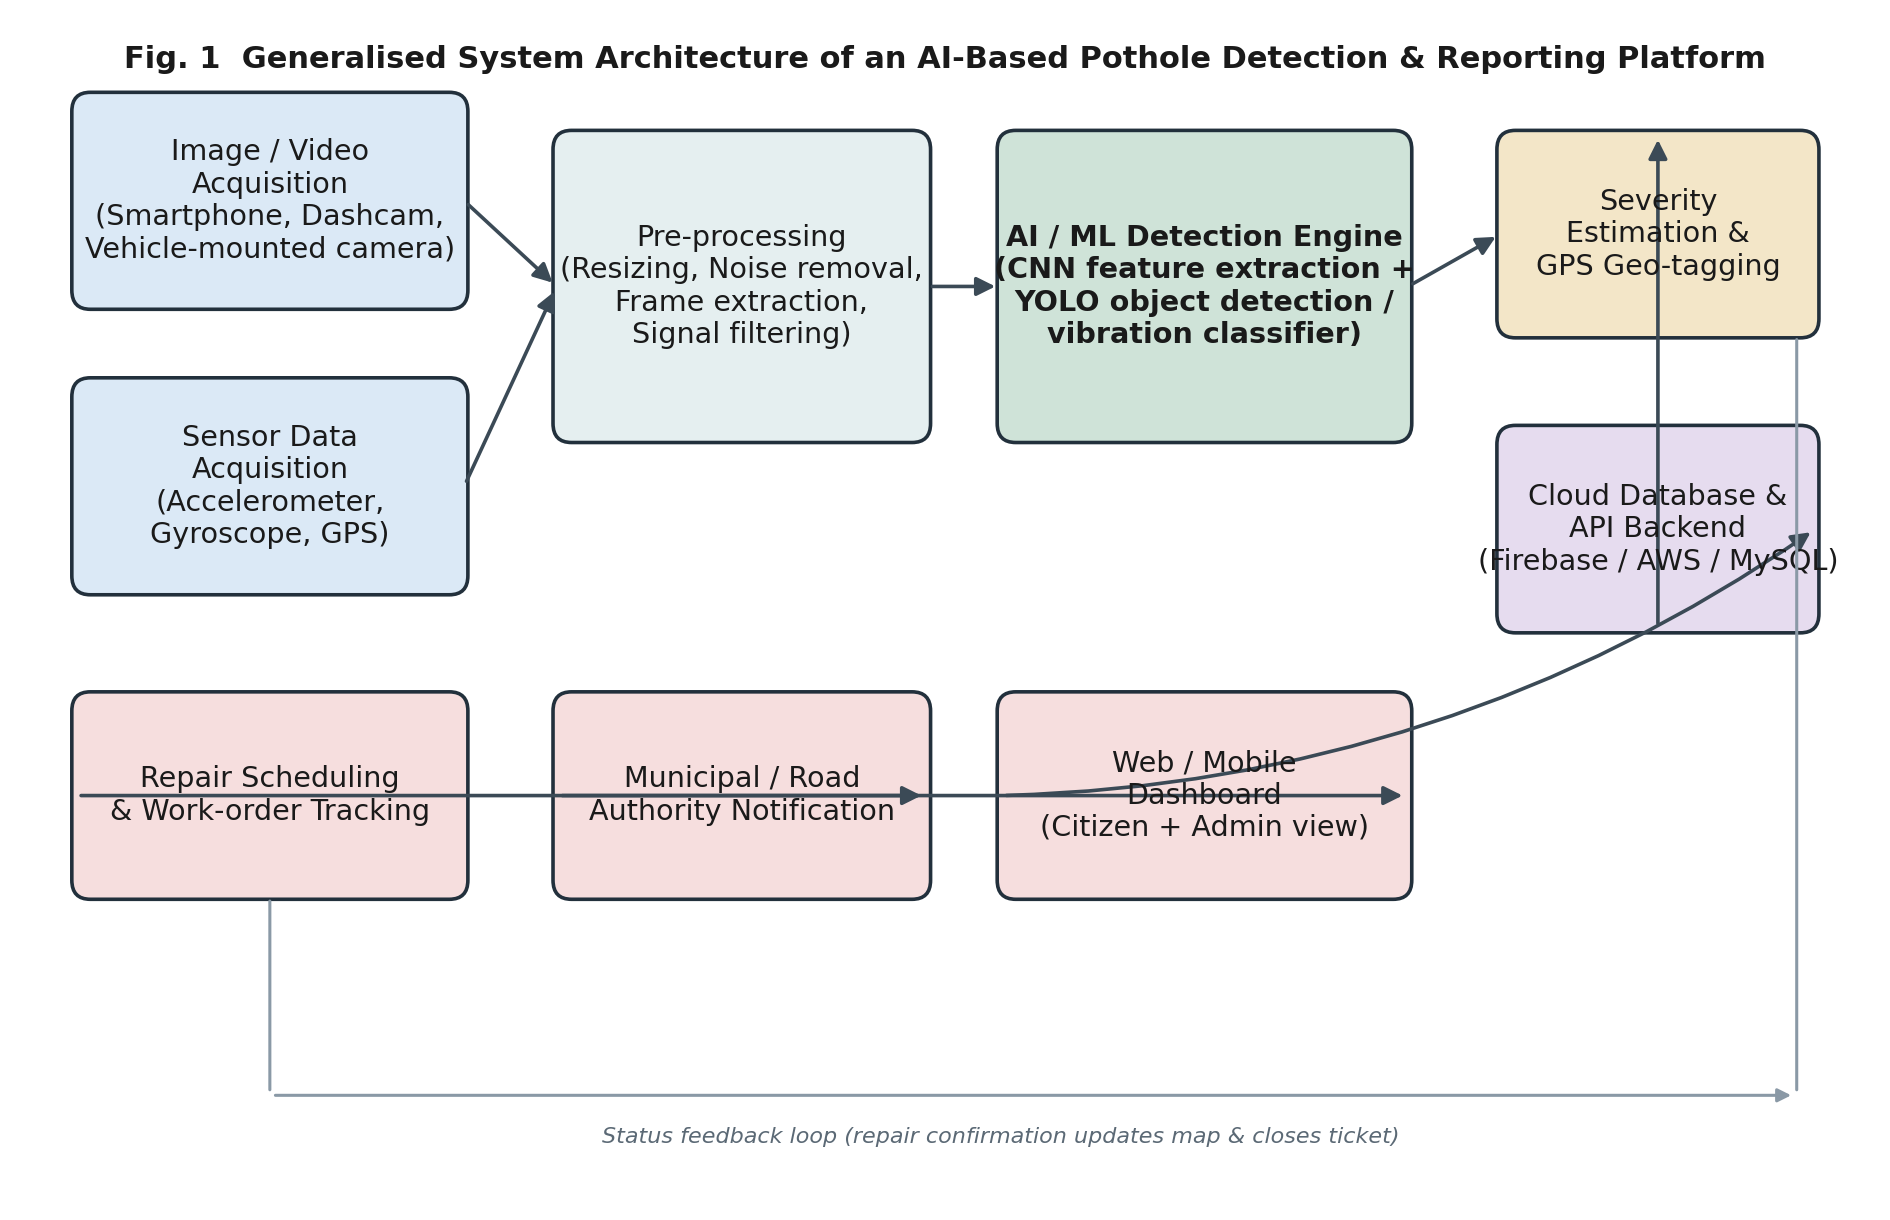 Fig. 1  Generalised System Architecture of an AI-Based Pothole Detection & Reporting Platform
Image / Video
Acquisition
(Smartphone, Dashcam,
Vehicle-mounted camera)
Pre-processing
(Resizing, Noise removal,
Frame extraction,
Signal filtering)
AI / ML Detection Engine
(CNN feature extraction +
YOLO object detection /
vibration classifier)
Severity
Estimation &
GPS Geo-tagging
Sensor Data
Acquisition
(Accelerometer,
Gyroscope, GPS)
Cloud Database &
API Backend
(Firebase / AWS / MySQL)
Repair Scheduling
& Work-order Tracking
Municipal / Road
Authority Notification
Web / Mobile
Dashboard
(Citizen + Admin view)
Status feedback loop (repair confirmation updates map & closes ticket)